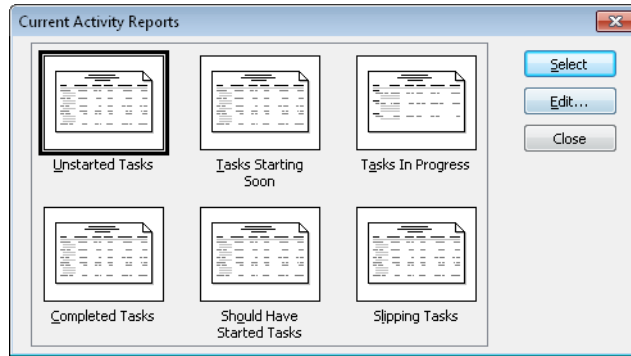 Current Activity Reports
Select
Edit...
Close
Unstarted Tasks
Tasks Starting
Soon
Tasks In Progress
Completed Tasks
Should Have
Started Tasks
Slipping Tasks